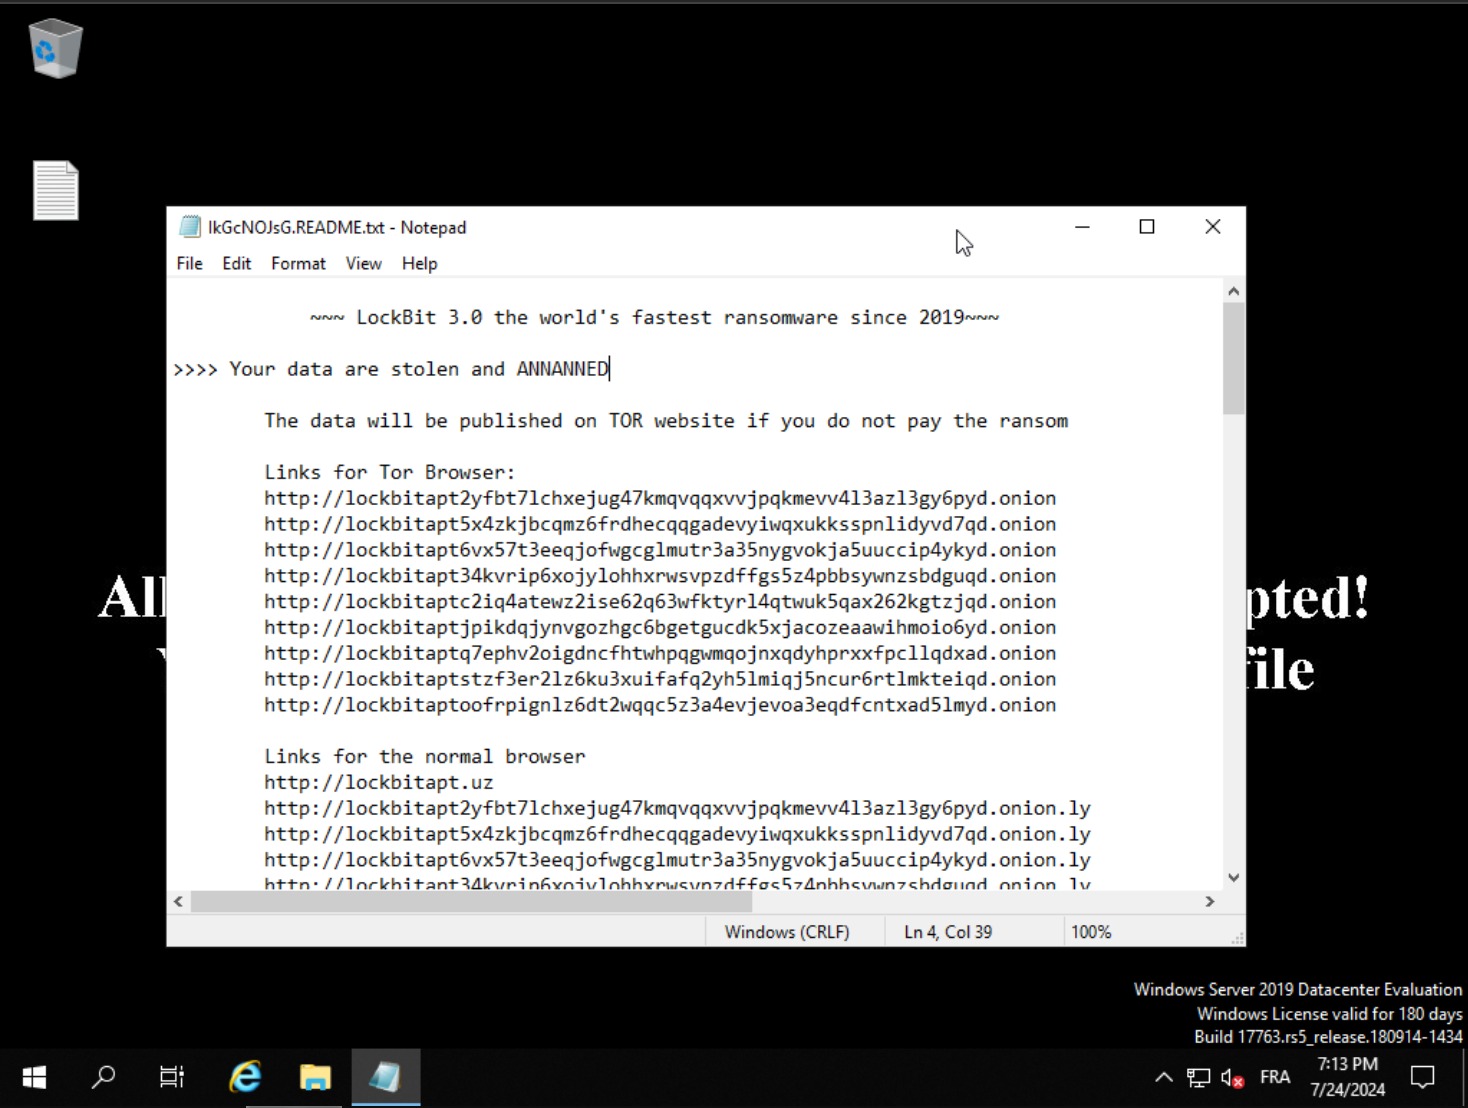 IkGcNOJsG.README.txt - Notepad
File Edit Format View Help
~~~ LockBit 3.0 the world's fastest ransomware since 2019~~~
>>>> Your data are stolen and ANNANNED
The data will be published on TOR website if you do not pay the ransom
Links for Tor Browser:
http://lockbitapt2yfbt7lchxejug47kmqvqqxvvjpqkmevv4l3azl3gy6pyd.onion
http://lockbitapt5x4zkjbcqmz6frdhecqqgadevyiwqxukksspnlidyvd7qd.onion
http://lockbitapt6vx57t3eeqjofwgcglmutr3a35nygvokja5uuccip4ykyd.onion
http://lockbitapt34kvrip6xojylohhxrwsvpzdffgs5z4pbbsywnzsbdguqd.onion
http://lockbitaptc2iq4atewz2ise62q63wfktyrl4qtwuk5qax262kgtzjqd.onion
http://lockbitaptjpikdqjynvgozhgc6bgetgucdk5xjacozeaawihmoio6yd.onion
http://lockbitaptq7ephv2oigdncfhtwhpqgwmqojnxqdyhprxxfpcllqdxad.onion
http://lockbitaptstzf3er2lz6ku3xuifafq2yh5lmiqj5ncur6rtlmkteiqd.onion
http://lockbitaptoofrpignlz6dt2wqqc5z3a4evjevoa3eqdfcntxad5lmyd.onion
Links for the normal browser
http://lockbitapt.uz
http://lockbitapt2yfbt7lchxejug47kmqvqqxvvjpqkmevv4l3azl3gy6pyd.onion.ly
http://lockbitapt5x4zkjbcqmz6frdhecqqgadevyiwqxukksspnlidyvd7qd.onion.ly
http://lockbitapt6vx57t3eeqjofwgcglmutr3a35nygvokja5uuccip4ykyd.onion.ly
http://lockbitapt34kvrip6xojylohhxrwsvpzdffgs5z4pbbsywnzsbdguqd.onion.ly
Windows (CRLF) Ln 4, Col 39 100%
All pted!
file
Windows Server 2019 Datacenter Evaluation
Windows License valid for 180 days
Build 17763.rs5_release.180914-1434
FRA
7:13 PM
7/24/2024